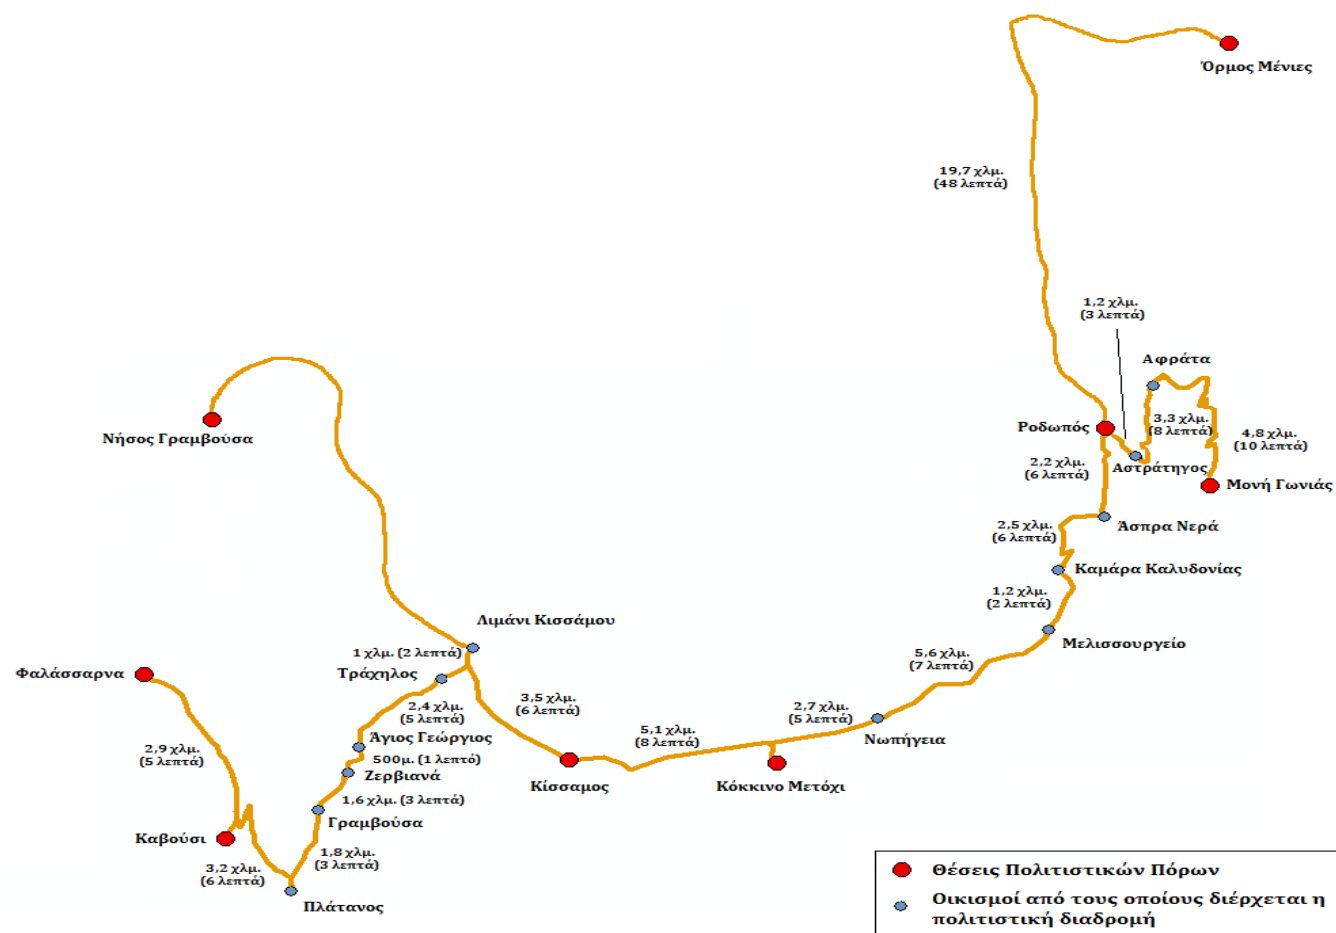 Όρμος Μένιες
19,7 χλμ.
(48 λεπτά)
1,2 χλμ.
(3 λεπτά)
Αφράτα
Νήσος Γραμβούσα
Ροδωπός
3,3 χλμ.
(8 λεπτά)
4,8 χλμ.
(10 λεπτά)
2,2 χλμ.
(6 λεπτά)
Αστράτηγος
Μονή Γωνιάς
2,5 χλμ.
(6 λεπτά)
Άσπρα Νερά
Καμάρα Καλυδονίας
1,2 χλμ.
(2 λεπτά)
Λιμάνι Κισσάμου
Μελισσουργείο
1 χλμ. (2 λεπτά)
5,6 χλμ.
(7 λεπτά)
Φαλάσσαρνα
Τράχηλος
3,5 χλμ.
(6 λεπτά)
2,4 χλμ.
(5 λεπτά)
2,7 χλμ.
(5 λεπτά)
Άγιος Γεώργιος
5,1 χλμ.
(8 λεπτά)
Νωπήγεια
2,9 χλμ.
(5 λεπτά)
500μ. (1 λεπτό)
Ζερβιανά
Κίσσαμος
Κόκκινο Μετόχι
1,6 χλμ. (3 λεπτά)
Γραμβούσα
Καβούσι
1,8 χλμ.
(3 λεπτά)
3,2 χλμ.
(6 λεπτά)
Πλάτανος
Θέσεις Πολιτιστικών Πόρων
Οικισμοί από τους οποίους διέρχεται η
πολιτιστική διαδρομή